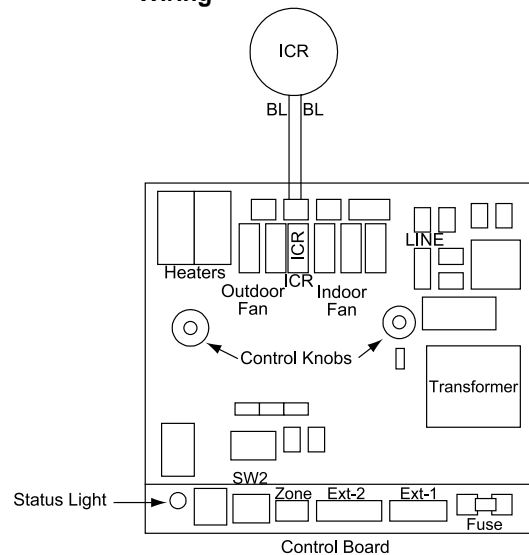 Wiring
ICR
BL BL
LINE
ICR
Heaters
ICR
Outdoor
Fan
Indoor
Fan
Control Knobs
Transformer
SW2
Status Light
Zone
Ext-2
Ext-1
Fuse
Control Board